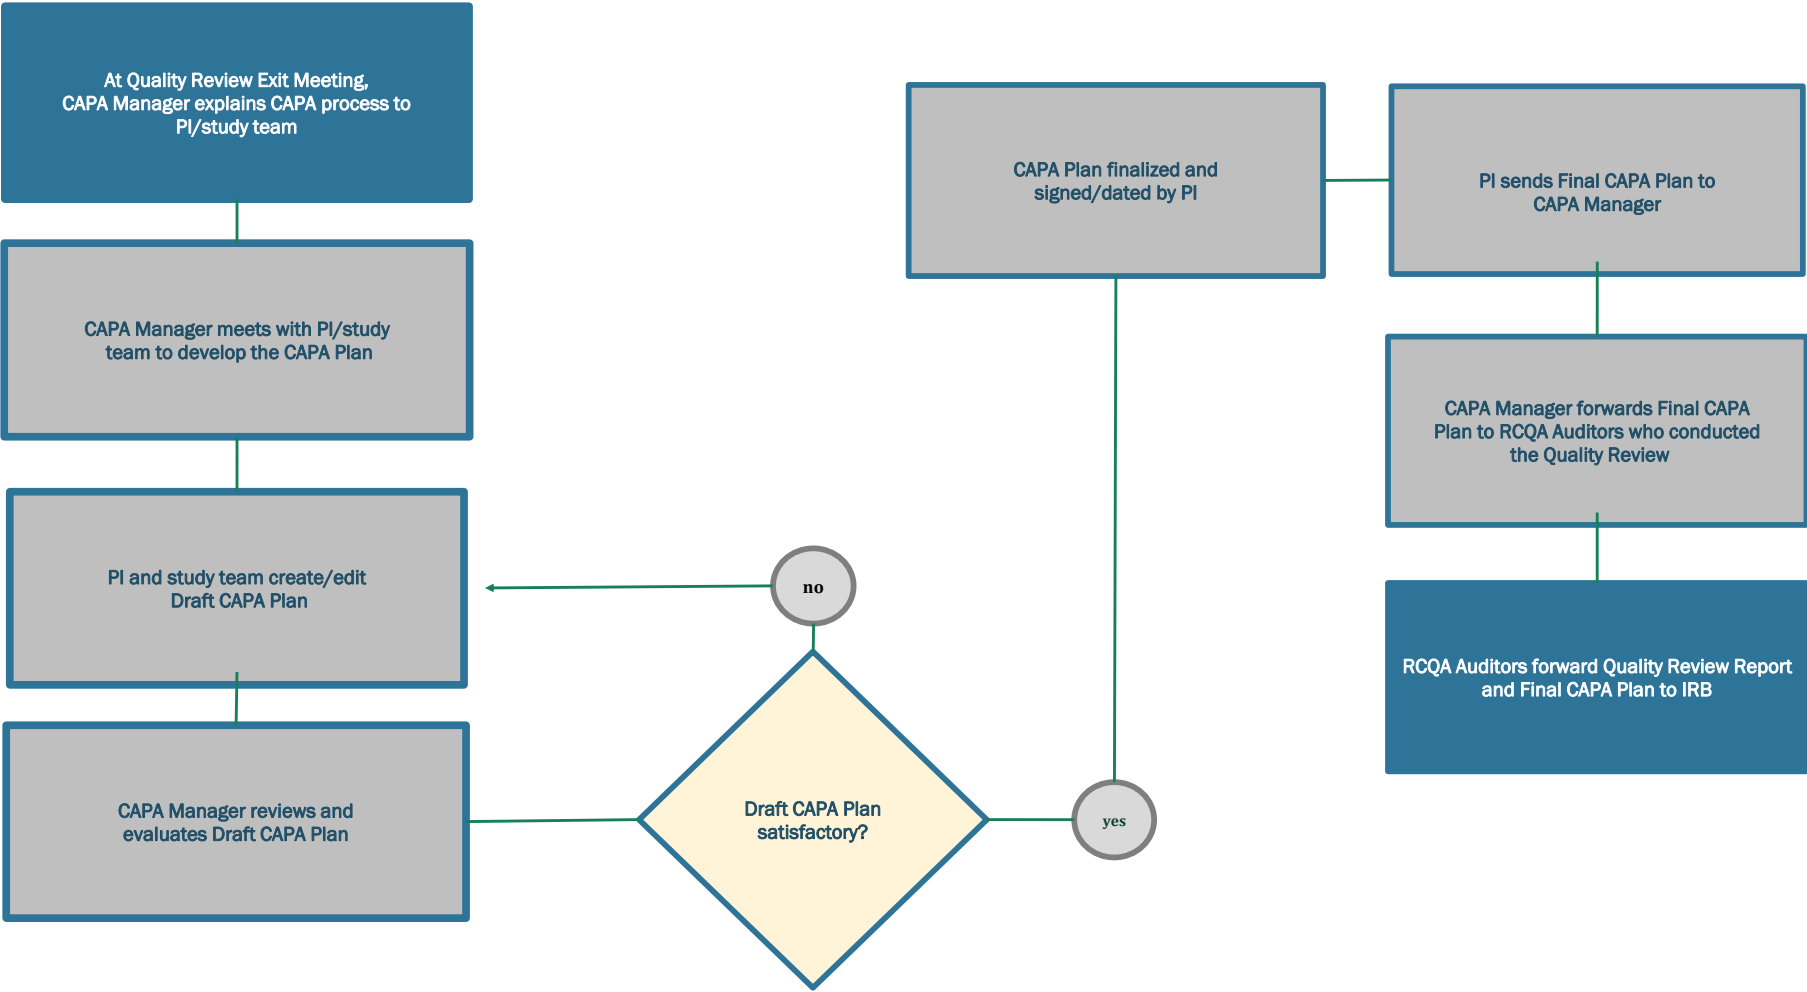 At Quality Review Exit Meeting,
CAPA Manager explains CAPA process to
PI/study team
CAPA Manager meets with PI/study
team to develop the CAPA Plan
PI and study team create/edit
Draft CAPA Plan
CAPA Manager reviews and
evaluates Draft CAPA Plan
Draft CAPA Plan
satisfactory?
no
yes
CAPA Plan finalized and
signed/dated by PI
PI sends Final CAPA Plan to
CAPA Manager
CAPA Manager forwards Final CAPA
Plan to RCQA Auditors who conducted
the Quality Review
RCQA Auditors forward Quality Review Report
and Final CAPA Plan to IRB